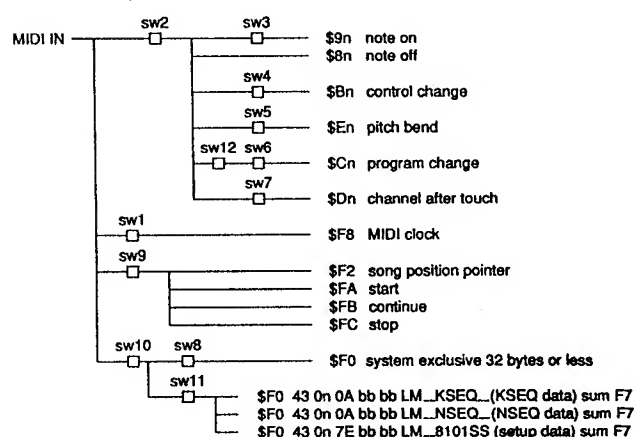 sw2 sw3
MIDI IN $9n note on
$8n note off
sw4
$Bn control change
sw5
$En pitch bend
sw12 sw6
$Cn program change
sw7
$Dn channel after touch
sw1
$F8 MIDI clock
sw9
$F2 song position pointer
$FA start
$FB continue
$FC stop
sw10 sw8
$F0 system exclusive 32 bytes or less
sw11
$F0 43 0n 0A bb bb LM__KSEQ__(KSEQ data) sum F7
$F0 43 0n 0A bb bb LM__NSEQ__(NSEQ data) sum F7
$F0 43 0n 7E bb bb LM__8101SS (setup data) sum F7